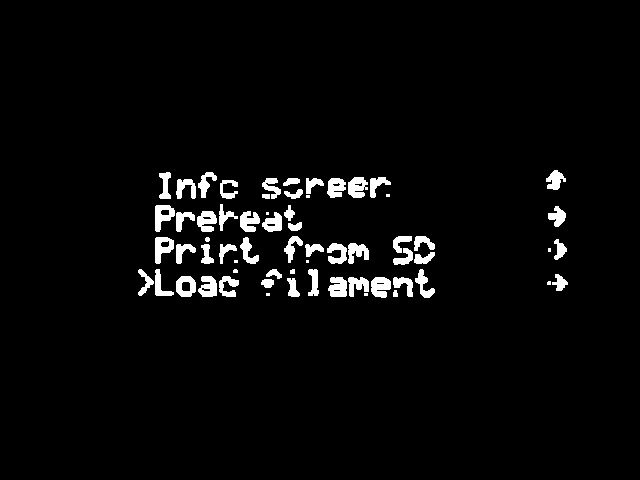 Info screen ↑
Preheat →
Print from SD →
>Load filament →